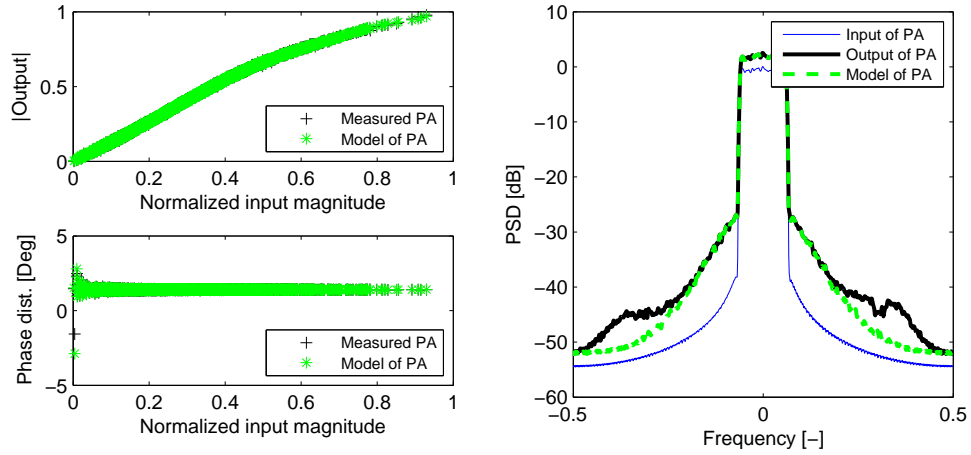 1
0.5
0
|Output|
Measured PA
Model of PA
0
0.2
0.4
0.6
0.8
1
Normalized input magnitude
5
0
−5
Phase dist. [Deg]
Measured PA
Model of PA
0
0.2
0.4
0.6
0.8
1
Normalized input magnitude
10
0
−10
−20
−30
−40
−50
−60
PSD [dB]
Input of PA
Output of PA
Model of PA
−0.5
0
0.5
Frequency [−]